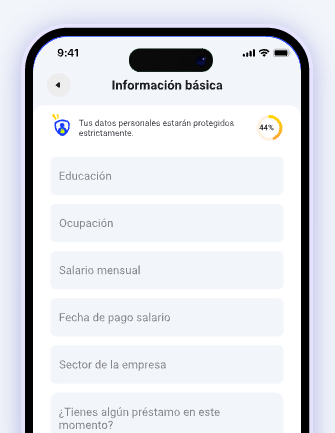 9:41
Información básica
Tus datos personales estarán protegidos
estrictamente.
44%
Educación
Ocupación
Salario mensual
Fecha de pago salario
Sector de la empresa
¿Tienes algún préstamo en este
momento?